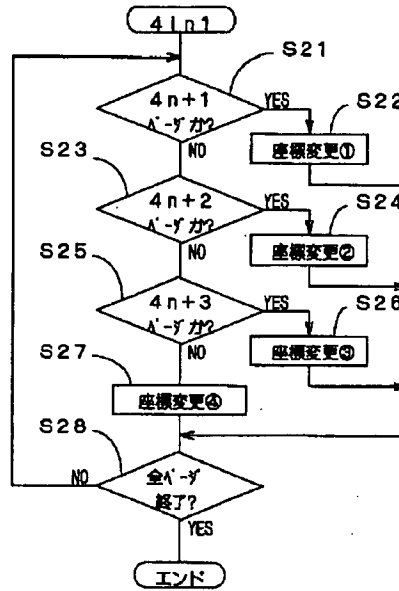 4in1
S21
4n+1
ページか?
YES
S22
座標変更①
NO
S23
4n+2
ページか?
YES
S24
座標変更②
NO
S25
4n+3
ページか?
YES
S26
座標変更③
NO
S27
座標変更④
S28
全ページ
終了?
NO
YES
エンド